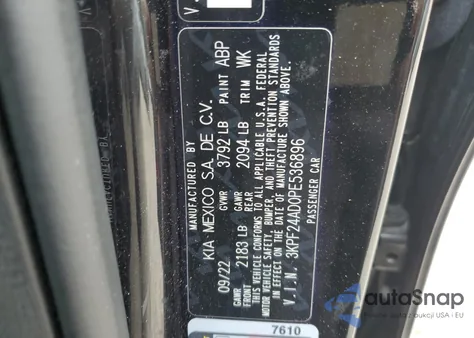 MANUFACTURED BY
KIA MEXICO S.A. DE C.V.
09/22 GVWR 3792 LB PAINT ABP
GAWR FRONT 2183 LB GAWR REAR 2094 LB TRIM WK
THIS VEHICLE CONFORMS TO ALL APPLICABLE U.S.A. FEDERAL
MOTOR VEHICLE SAFETY, BUMPER, AND THEFT PREVENTION
STANDARDS IN EFFECT ON THE DATE OF MANUFACTURE SHOWN ABOVE.
V.I.N. 3KPF24AD0PE536896
PASSENGER CAR
7610
V
autoSnap